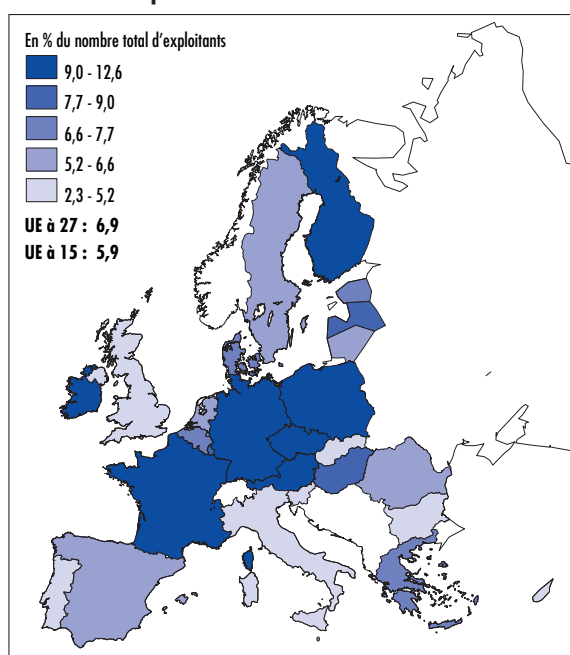 En % du nombre total d'exploitants
9,0 - 12,6
7,7 - 9,0
6,6 - 7,7
5,2 - 6,6
2,3 - 5,2
UE à 27 : 6,9
UE à 15 : 5,9